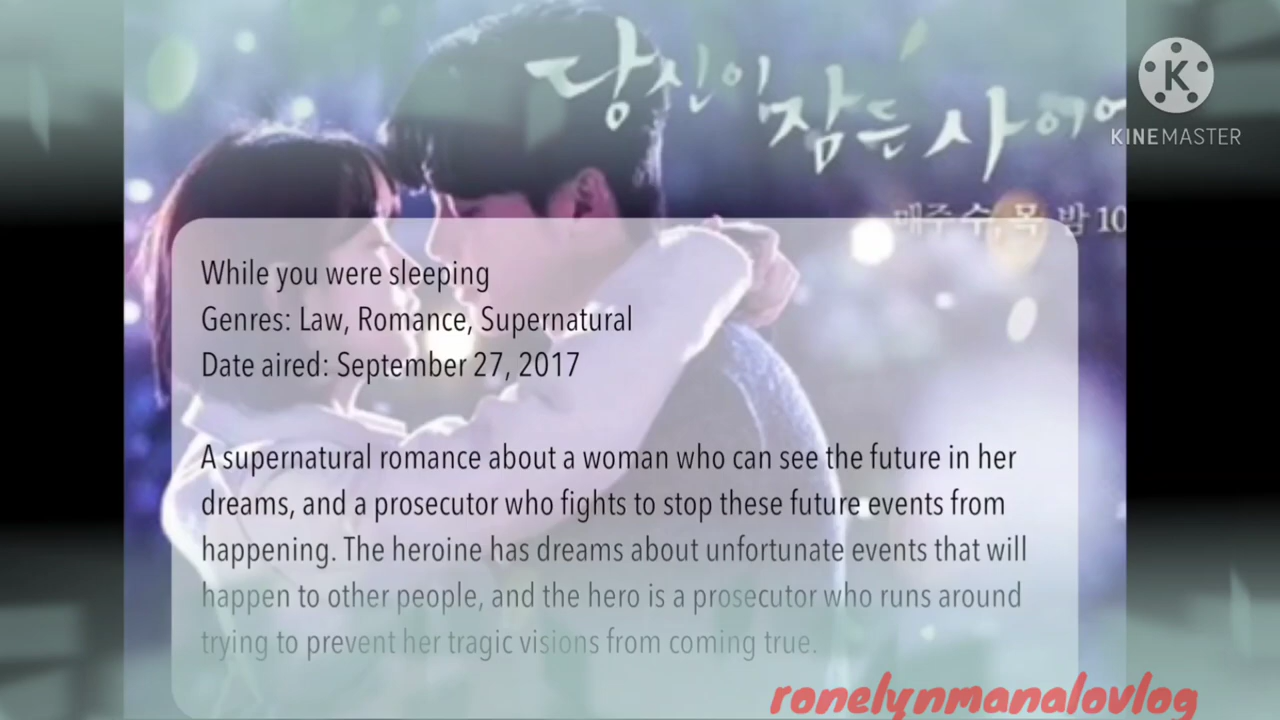 당신이 잠든 사이에
매주 수, 목 밤 10
K
KINEMASTER
While you were sleeping
Genres: Law, Romance, Supernatural
Date aired: September 27, 2017
A supernatural romance about a woman who can see the future in her
dreams, and a prosecutor who fights to stop these future events from
happening. The heroine has dreams about unfortunate events that will
happen to other people, and the hero is a prosecutor who runs around
trying to prevent her tragic visions from coming true.
ronelynmanalovlog